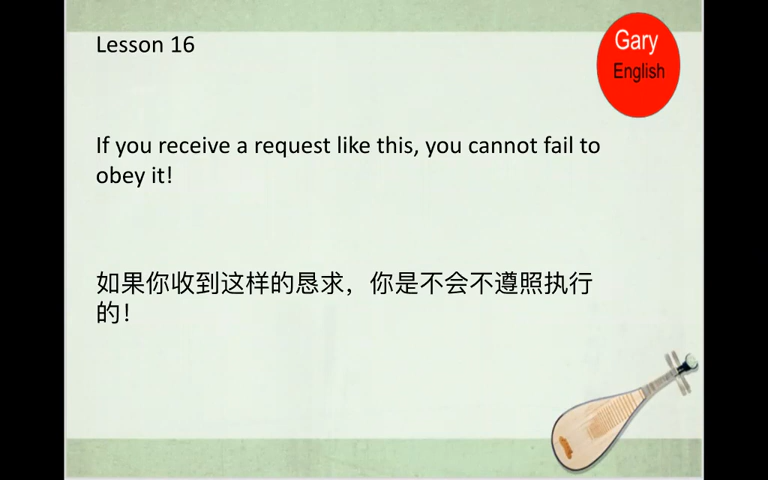 Lesson 16
Gary
English
If you receive a request like this, you cannot fail to
obey it!
如果你收到这样的恳求，你是不会不遵照执行
的！